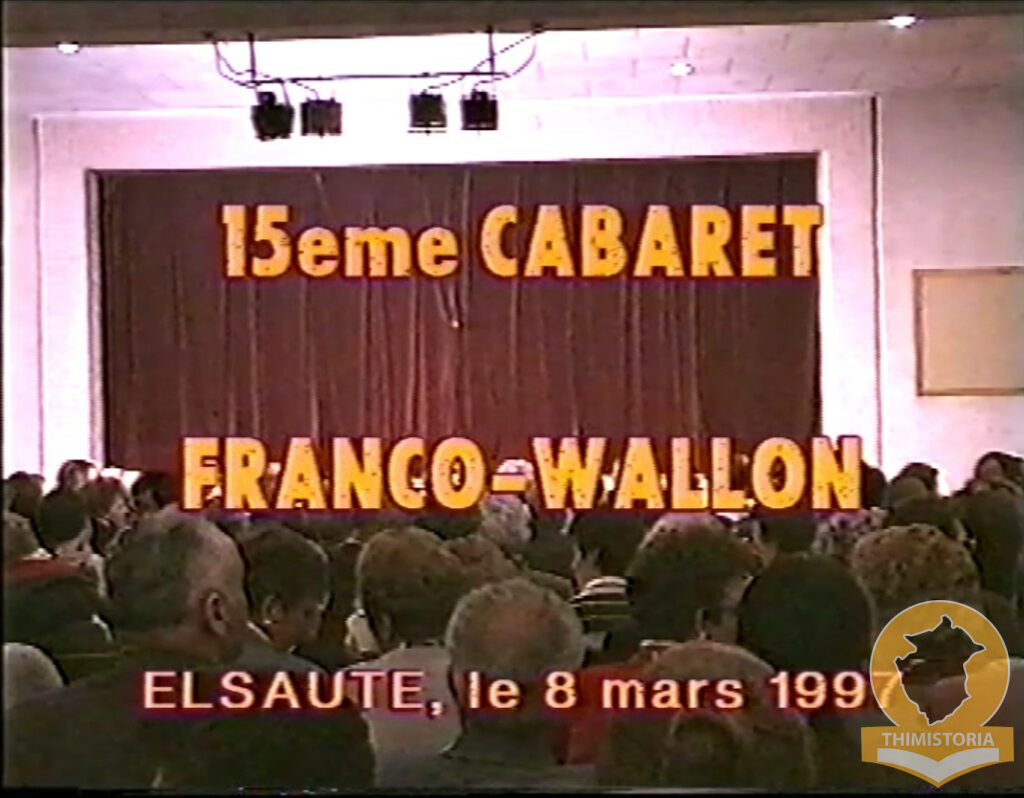 15eme CABARET
FRANCO-WALLON
ELSAUTE, le 8 mars 1997
THIMISTORIA